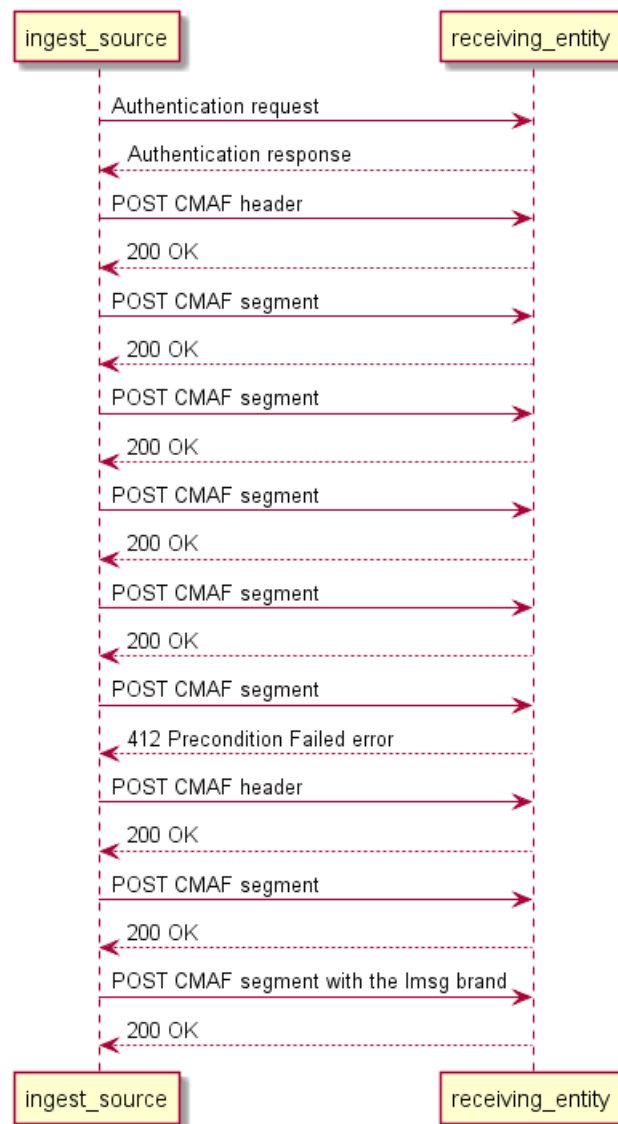 ingest_source receiving_entity
Authentication request
Authentication response
POST CMAF header
200 OK
POST CMAF segment
200 OK
POST CMAF segment
200 OK
POST CMAF segment
200 OK
POST CMAF segment
200 OK
POST CMAF segment
412 Precondition Failed error
POST CMAF header
200 OK
POST CMAF segment
200 OK
POST CMAF segment with the lmsg brand
200 OK
ingest_source receiving_entity